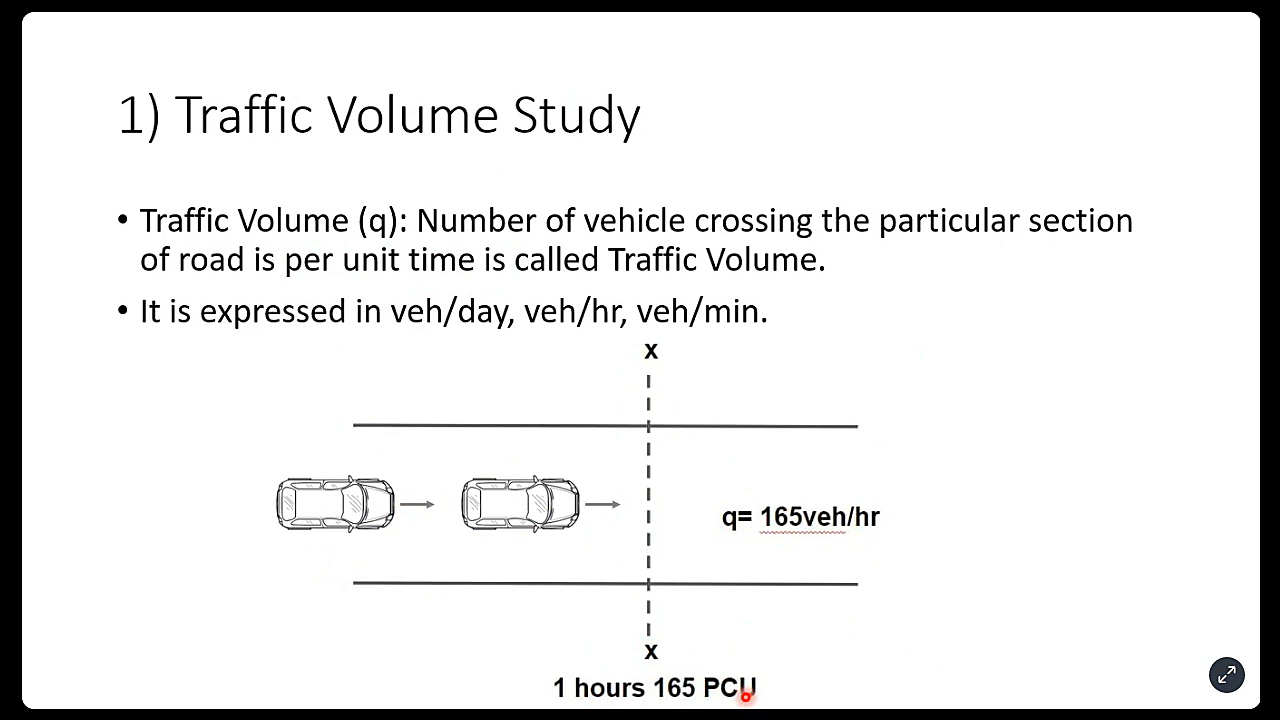 1) Traffic Volume Study
• Traffic Volume (q): Number of vehicle crossing the particular section
of road is per unit time is called Traffic Volume.
• It is expressed in veh/day, veh/hr, veh/min.
x
q= 165veh/hr
x
1 hours 165 PCU